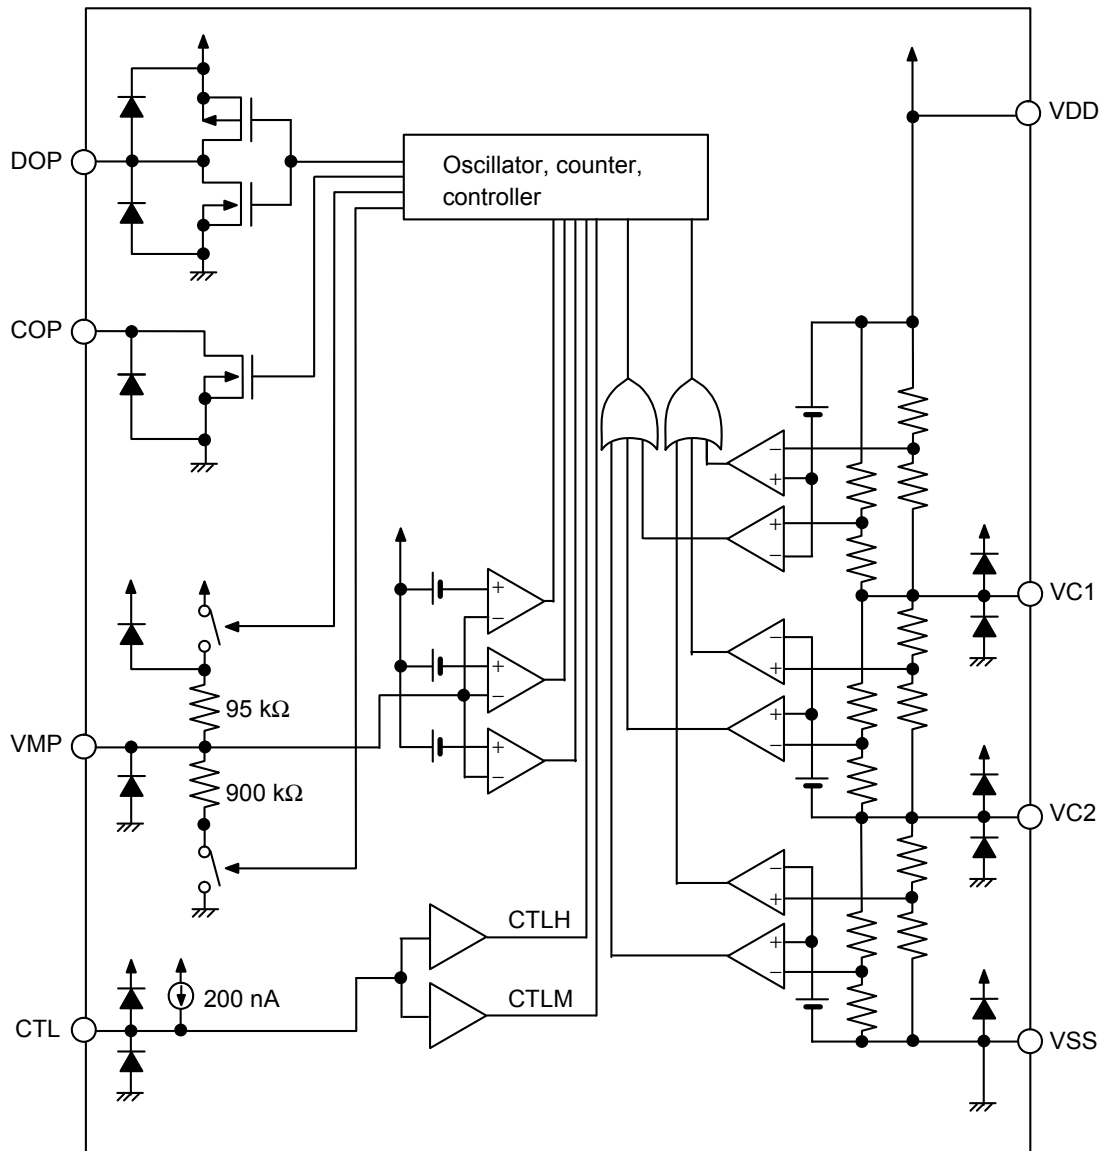 VDD
DOP
Oscillator, counter,
controller
COP
−
+
+
−
VC1
+
−
−
+
+
−
95 kΩ
+
−
VMP
+
−
900 kΩ
VC2
−
+
CTLH
+
−
200 nA
CTLM
CTL
VSS